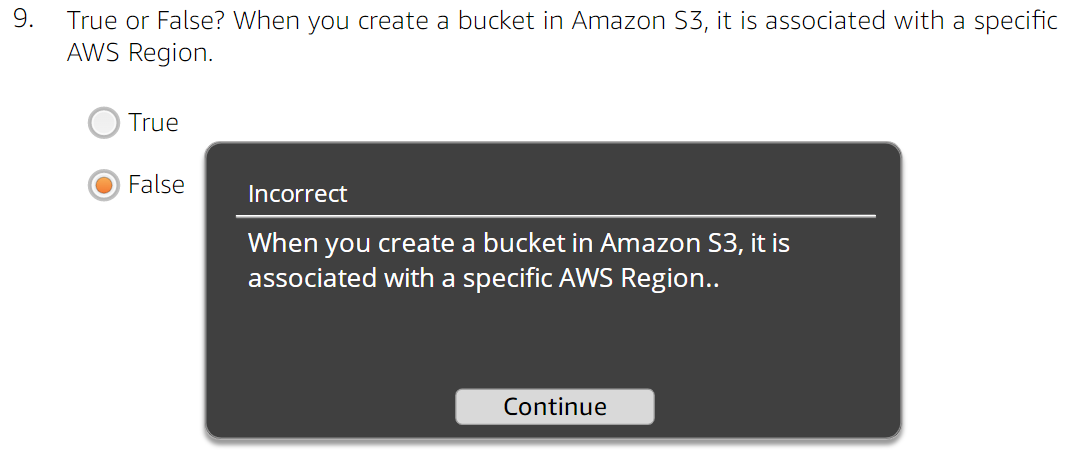 9. True or False? When you create a bucket in Amazon S3, it is associated with a specific
AWS Region.
True
False
Incorrect
When you create a bucket in Amazon S3, it is
associated with a specific AWS Region..
Continue